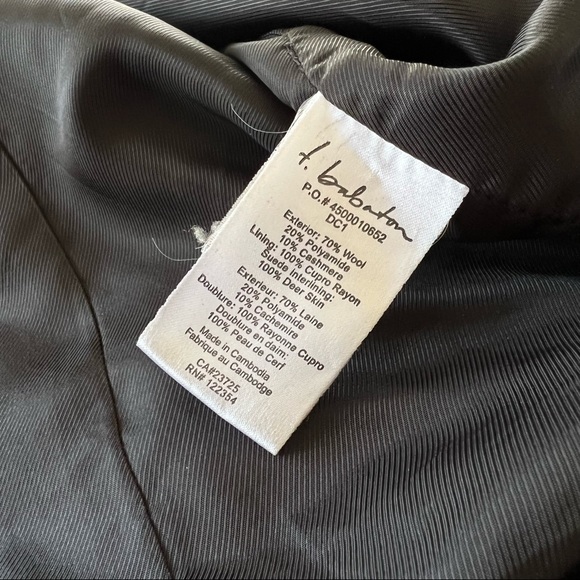 t. babaton
P.O.# 4500010652
DC1
Exterior: 70% Wool
20% Polyamide
10% Cashmere
Lining: 100% Cupro Rayon
Suede Interlining:
100% Deer Skin
Exterieur: 70% Laine
20% Polyamide
10% Cachemire
Doublure: 100% Rayonne Cupro
Doublure en daim:
100% Peau de Cerf
Made in Cambodia
Fabrique au Cambodge
CA#23725
RN# 122354